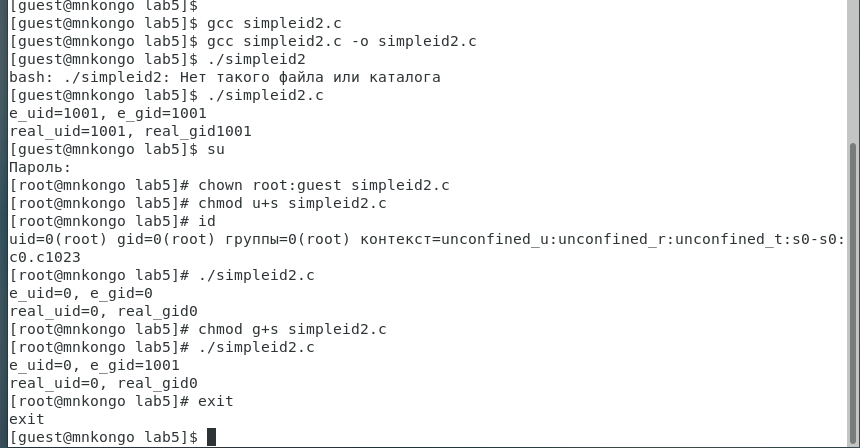 [guest@mnkongo lab5]$
[guest@mnkongo lab5]$ gcc simpleid2.c
[guest@mnkongo lab5]$ gcc simpleid2.c -o simpleid2.c
[guest@mnkongo lab5]$ ./simpleid2
bash: ./simpleid2: Нет такого файла или каталога
[guest@mnkongo lab5]$ ./simpleid2.c
e_uid=1001, e_gid=1001
real_uid=1001, real_gid1001
[guest@mnkongo lab5]$ su
Пароль:
[root@mnkongo lab5]# chown root:guest simpleid2.c
[root@mnkongo lab5]# chmod u+s simpleid2.c
[root@mnkongo lab5]# id
uid=0(root) gid=0(root) группы=0(root) контекст=unconfined_u:unconfined_r:unconfined_t:s0-s0:
c0.c1023
[root@mnkongo lab5]# ./simpleid2.c
e_uid=0, e_gid=0
real_uid=0, real_gid0
[root@mnkongo lab5]# chmod g+s simpleid2.c
[root@mnkongo lab5]# ./simpleid2.c
e_uid=0, e_gid=1001
real_uid=0, real_gid0
[root@mnkongo lab5]# exit
exit
[guest@mnkongo lab5]$